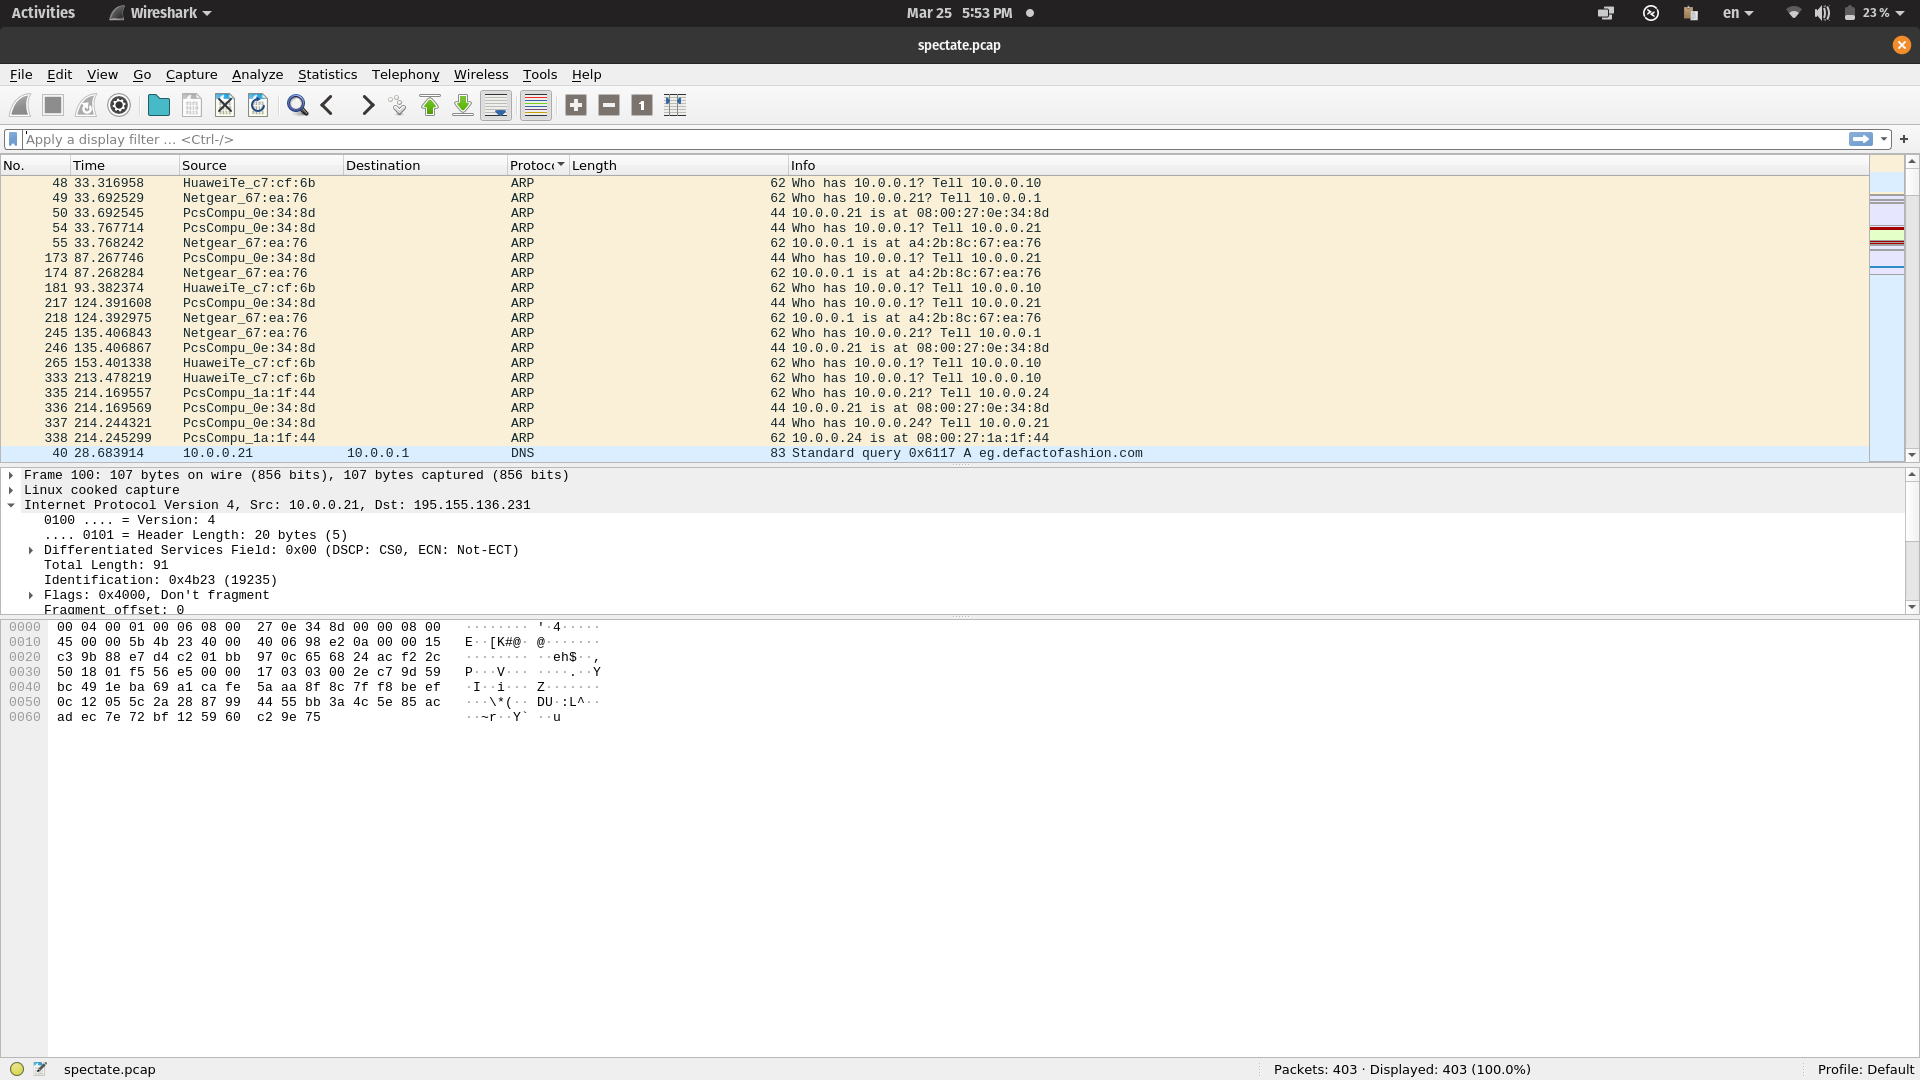 Activities Wireshark Mar 25 5:53 PM en 23 %
spectate.pcap
File Edit View Go Capture Analyze Statistics Telephony Wireless Tools Help
Apply a display filter … <Ctrl-/> +
No. Time Source Destination Protoc Length Info
48 33.316958 HuaweiTe_c7:cf:6b ARP 62 Who has 10.0.0.1? Tell 10.0.0.10
49 33.692529 Netgear_67:ea:76 ARP 62 Who has 10.0.0.21? Tell 10.0.0.1
50 33.692545 PcsCompu_0e:34:8d ARP 44 10.0.0.21 is at 08:00:27:0e:34:8d
54 33.767714 PcsCompu_0e:34:8d ARP 44 Who has 10.0.0.1? Tell 10.0.0.21
55 33.768242 Netgear_67:ea:76 ARP 62 10.0.0.1 is at a4:2b:8c:67:ea:76
173 87.267746 PcsCompu_0e:34:8d ARP 44 Who has 10.0.0.1? Tell 10.0.0.21
174 87.268284 Netgear_67:ea:76 ARP 62 10.0.0.1 is at a4:2b:8c:67:ea:76
181 93.382374 HuaweiTe_c7:cf:6b ARP 62 Who has 10.0.0.1? Tell 10.0.0.10
217 124.391608 PcsCompu_0e:34:8d ARP 44 Who has 10.0.0.1? Tell 10.0.0.21
218 124.392975 Netgear_67:ea:76 ARP 62 10.0.0.1 is at a4:2b:8c:67:ea:76
245 135.406843 Netgear_67:ea:76 ARP 62 Who has 10.0.0.21? Tell 10.0.0.1
246 135.406867 PcsCompu_0e:34:8d ARP 44 10.0.0.21 is at 08:00:27:0e:34:8d
265 153.401338 HuaweiTe_c7:cf:6b ARP 62 Who has 10.0.0.1? Tell 10.0.0.10
333 213.478219 HuaweiTe_c7:cf:6b ARP 62 Who has 10.0.0.1? Tell 10.0.0.10
335 214.169557 PcsCompu_1a:1f:44 ARP 62 Who has 10.0.0.21? Tell 10.0.0.24
336 214.169569 PcsCompu_0e:34:8d ARP 44 10.0.0.21 is at 08:00:27:0e:34:8d
337 214.244321 PcsCompu_0e:34:8d ARP 44 Who has 10.0.0.24? Tell 10.0.0.21
338 214.245299 PcsCompu_1a:1f:44 ARP 62 10.0.0.24 is at 08:00:27:1a:1f:44
40 28.683914 10.0.0.21 10.0.0.1 DNS 83 Standard query 0x6117 A eg.defactofashion.com
Frame 100: 107 bytes on wire (856 bits), 107 bytes captured (856 bits)
Linux cooked capture
Internet Protocol Version 4, Src: 10.0.0.21, Dst: 195.155.136.231
0100 .... = Version: 4
.... 0101 = Header Length: 20 bytes (5)
Differentiated Services Field: 0x00 (DSCP: CS0, ECN: Not-ECT)
Total Length: 91
Identification: 0x4b23 (19235)
Flags: 0x4000, Don't fragment
Fragment offset: 0
0000 00 04 00 01 00 06 08 00 27 0e 34 8d 00 00 08 00 ········ '·4·····
0010 45 00 00 5b 4b 23 40 00 40 06 98 e2 0a 00 00 15 E··[K#@· @·······
0020 c3 9b 88 e7 d4 c2 01 bb 97 0c 65 68 24 ac f2 2c ········ ··eh$··,
0030 50 18 01 f5 56 e5 00 00 17 03 03 00 2e c7 9d 59 P···V··· ····.··Y
0040 bc 49 1e ba 69 a1 ca fe 5a aa 8f 8c 7f f8 be ef ·I··i··· Z·······
0050 0c 12 05 5c 2a 28 87 99 44 55 bb 3a 4c 5e 85 ac ···\*(·· DU·:L^··
0060 ad ec 7e 72 bf 12 59 60 c2 9e 75 ··~r··Y` ··u
spectate.pcap Packets: 403 · Displayed: 403 (100.0%) Profile: Default